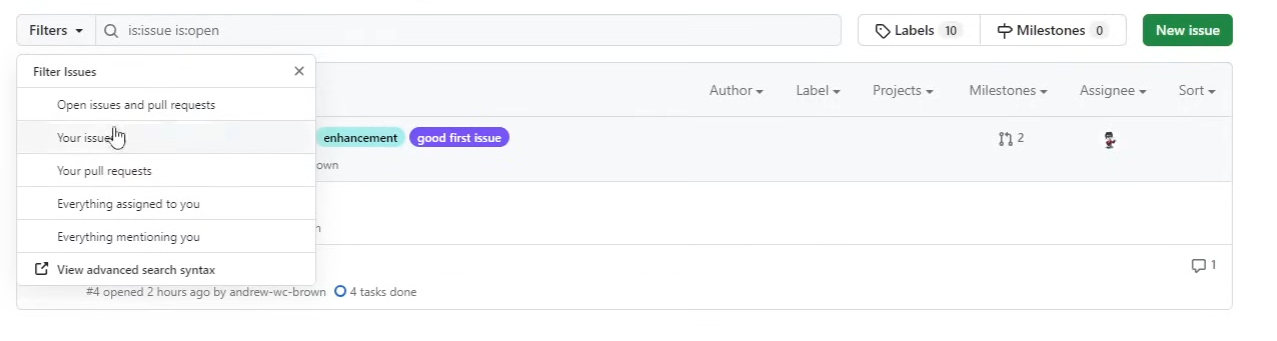 Filters is:issue is:open Labels 10 Milestones 0 New issue
Filter Issues
Author Label Projects Milestones Assignee Sort
Open issues and pull requests
Your issues enhancement good first issue 2
own
Your pull requests
Everything assigned to you
n
Everything mentioning you
View advanced search syntax 1
#4 opened 2 hours ago by andrew-wc-brown 4 tasks done